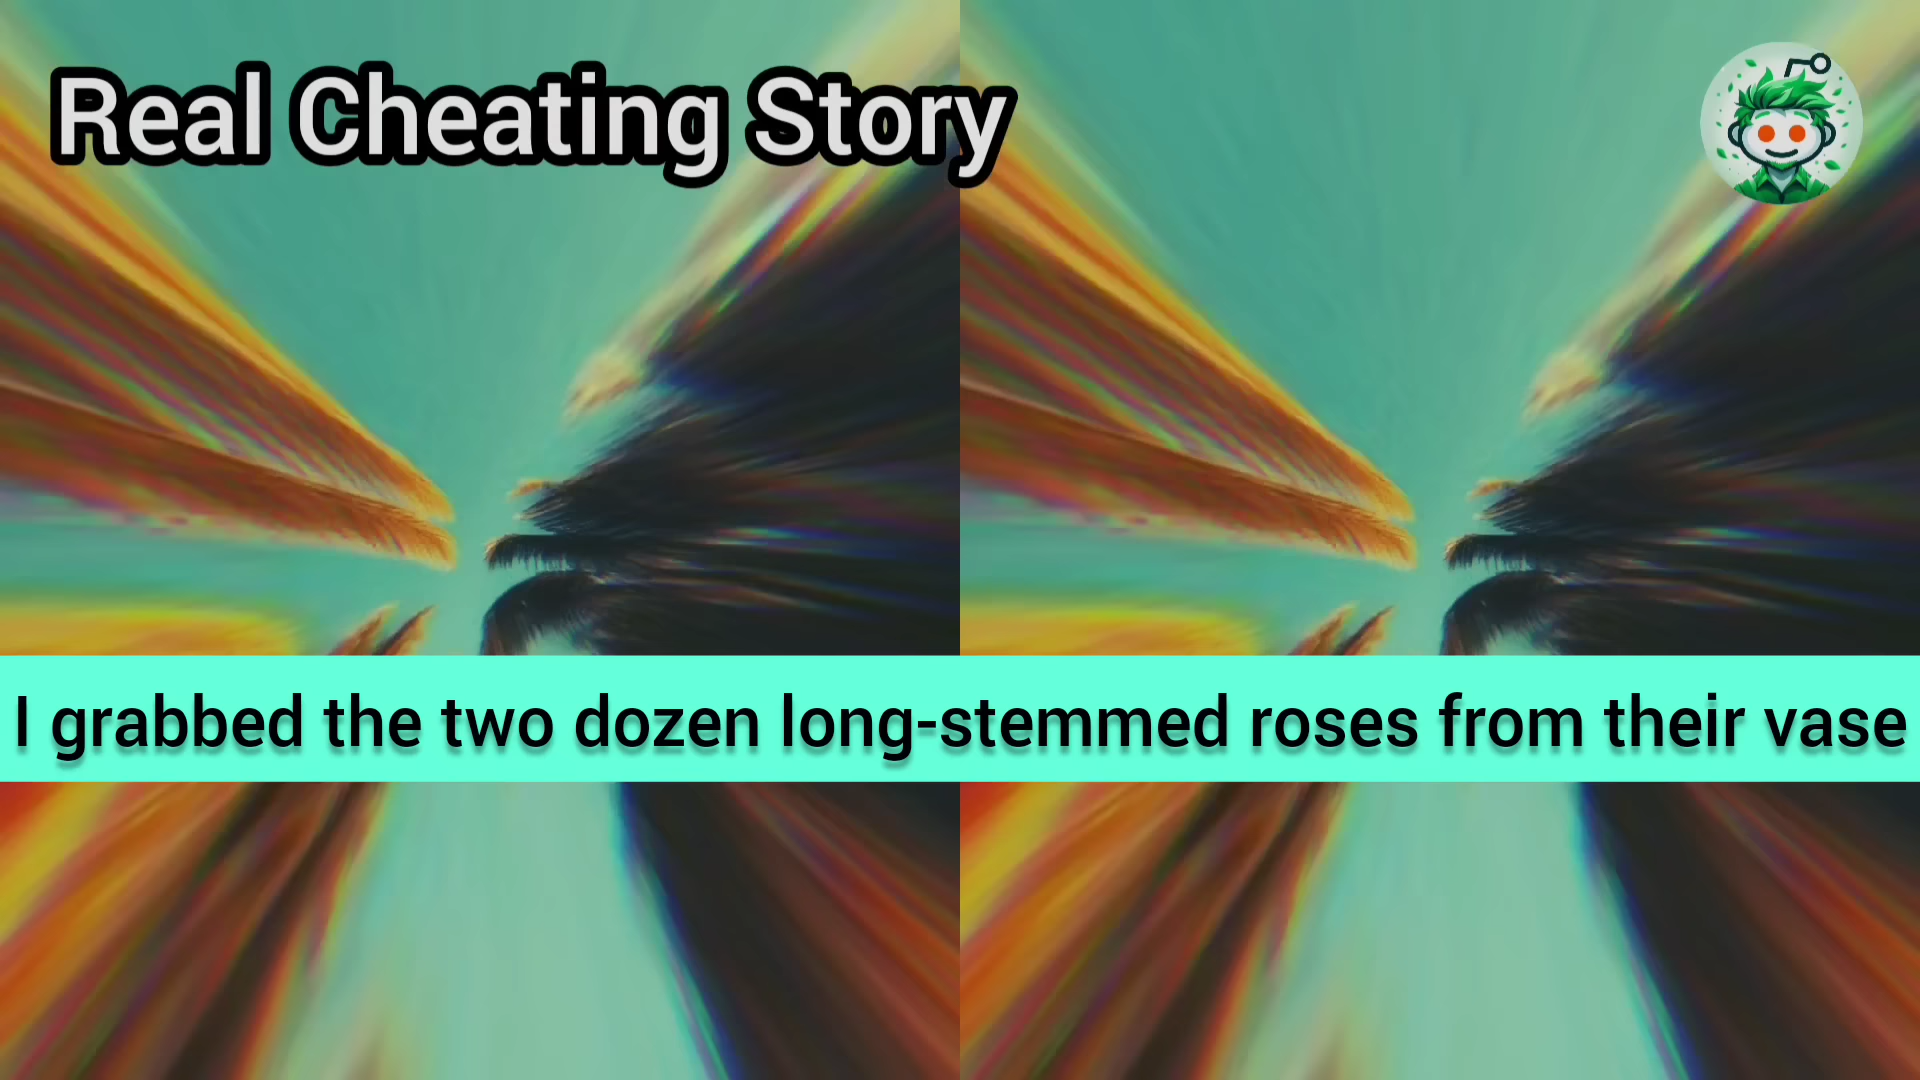 Real Cheating Story
I grabbed the two dozen long-stemmed roses from their vase